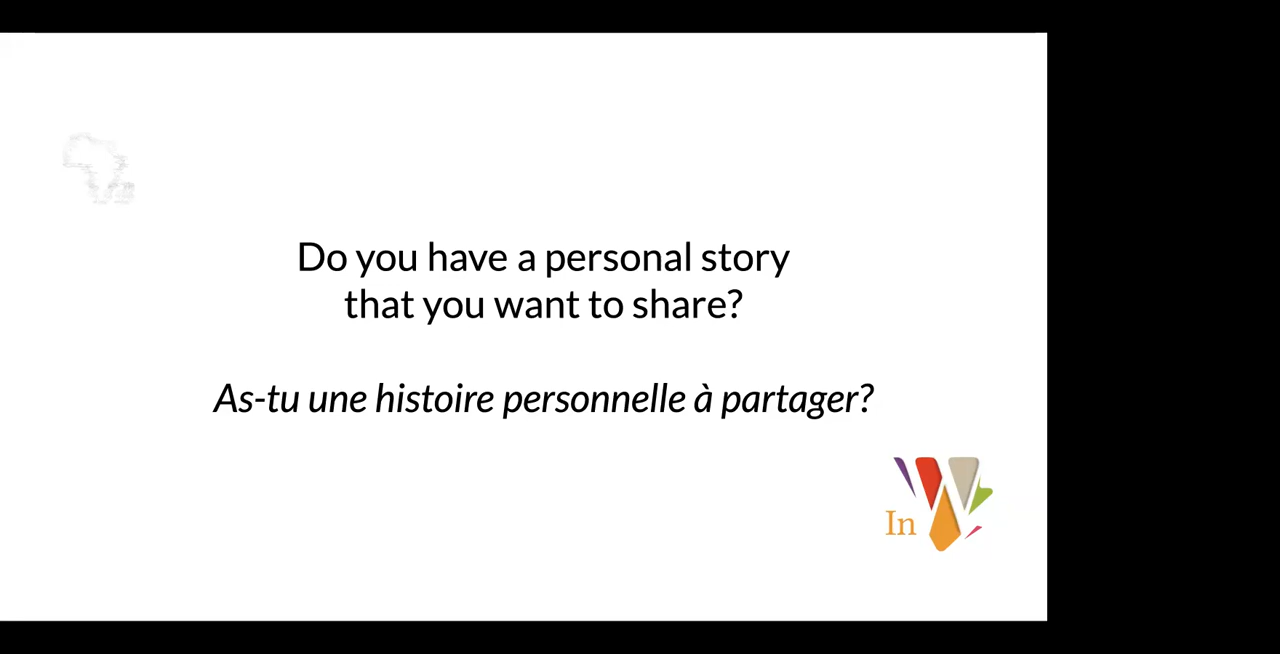 Do you have a personal story
that you want to share?
As-tu une histoire personnelle à partager?
In W